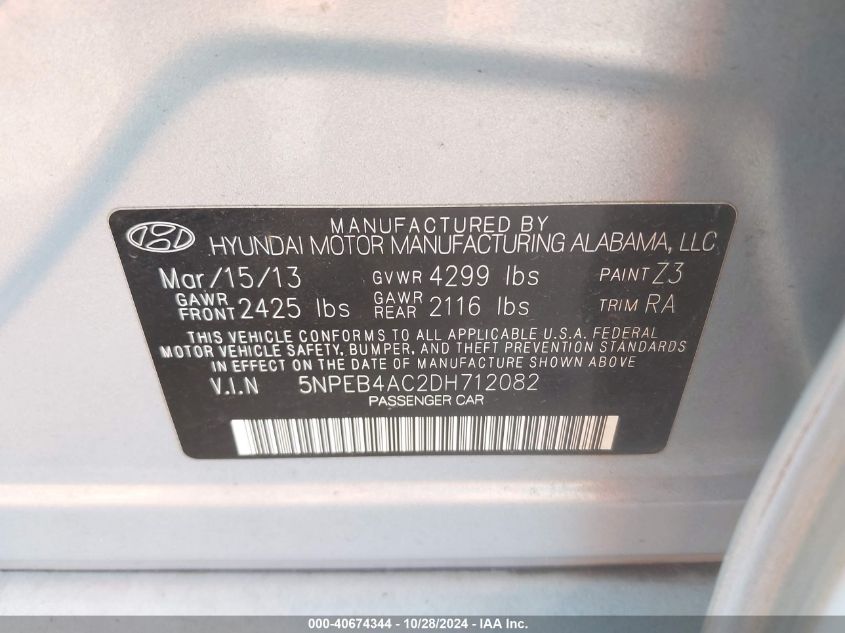 MANUFACTURED BY
HYUNDAI MOTOR MANUFACTURING ALABAMA, LLC
Mar/15/13 GVWR 4299 lbs PAINT Z3
GAWR FRONT 2425 lbs GAWR REAR 2116 lbs TRIM RA
THIS VEHICLE CONFORMS TO ALL APPLICABLE U.S.A. FEDERAL
MOTOR VEHICLE SAFETY, BUMPER, AND THEFT PREVENTION STANDARDS
IN EFFECT ON THE DATE OF MANUFACTURE SHOWN ABOVE
V.I.N 5NPEB4AC2DH712082
PASSENGER CAR
000-40674344 | 10/28/2024 - IAA Inc.